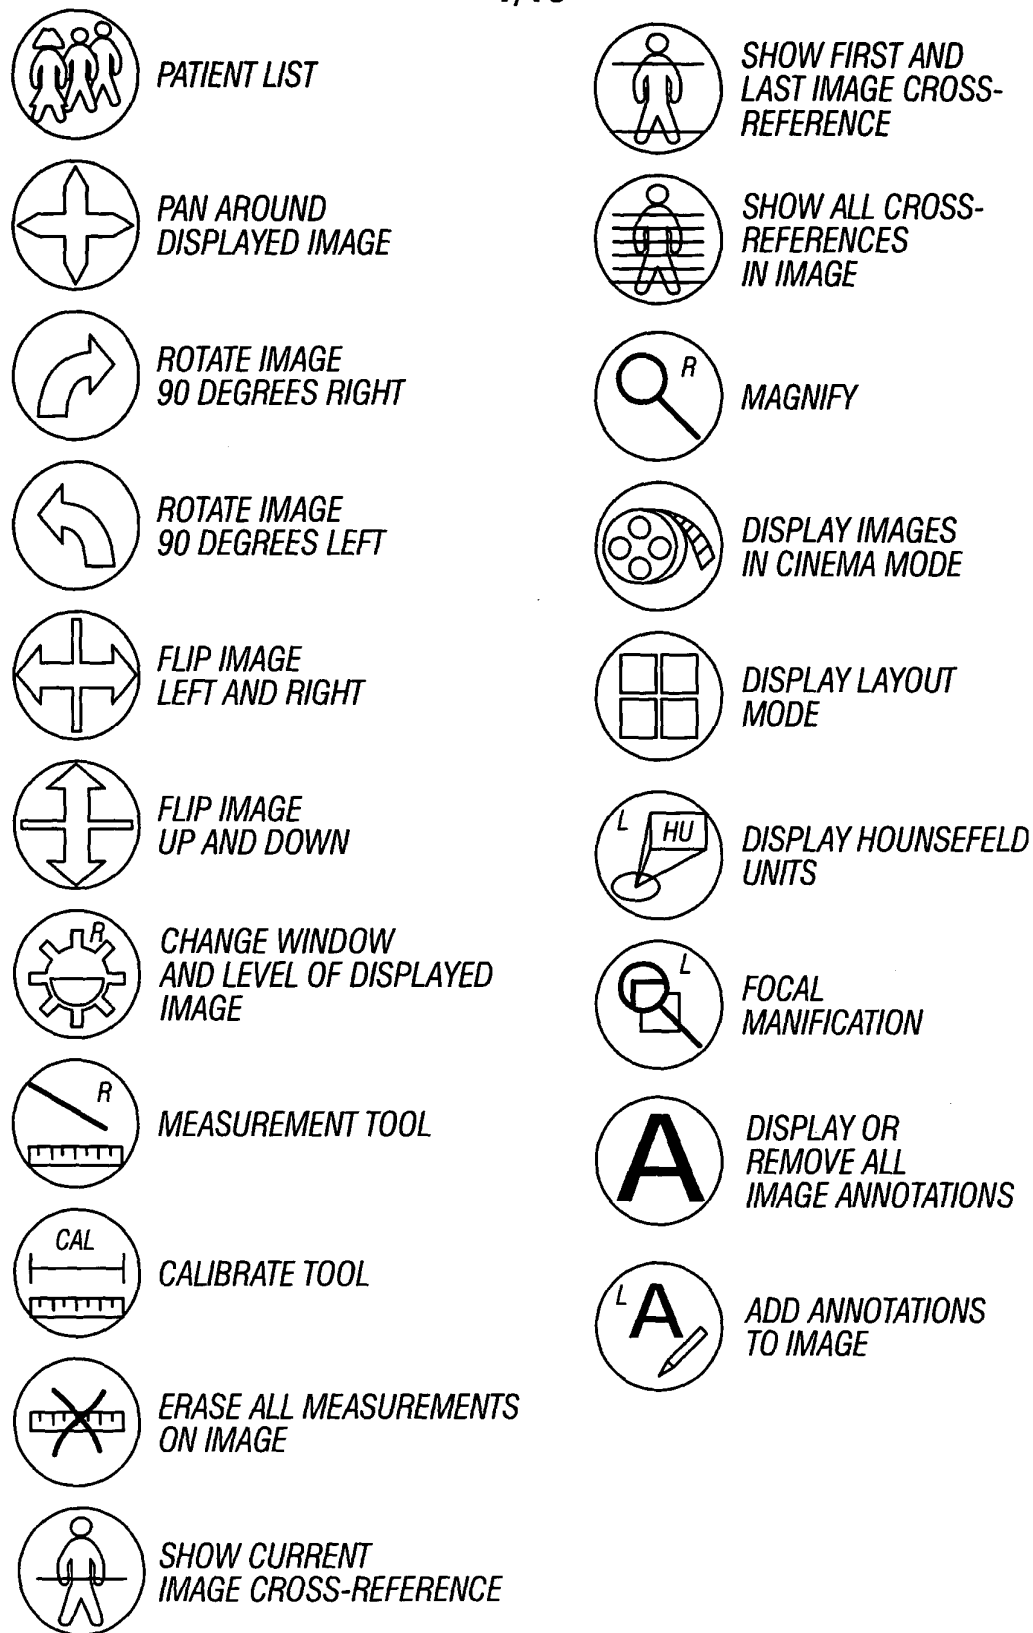 PATIENT LIST
PAN AROUND
DISPLAYED IMAGE
ROTATE IMAGE
90 DEGREES RIGHT
ROTATE IMAGE
90 DEGREES LEFT
FLIP IMAGE
LEFT AND RIGHT
FLIP IMAGE
UP AND DOWN
R
CHANGE WINDOW
AND LEVEL OF DISPLAYED
IMAGE
R
MEASUREMENT TOOL
CAL
CALIBRATE TOOL
ERASE ALL MEASUREMENTS
ON IMAGE
SHOW CURRENT
IMAGE CROSS-REFERENCE
SHOW FIRST AND
LAST IMAGE CROSS-
REFERENCE
SHOW ALL CROSS-
REFERENCES
IN IMAGE
R
MAGNIFY
DISPLAY IMAGES
IN CINEMA MODE
DISPLAY LAYOUT
MODE
L HU
DISPLAY HOUNSEFELD
UNITS
L
FOCAL
MANIFICATION
A
DISPLAY OR
REMOVE ALL
IMAGE ANNOTATIONS
L A
ADD ANNOTATIONS
TO IMAGE